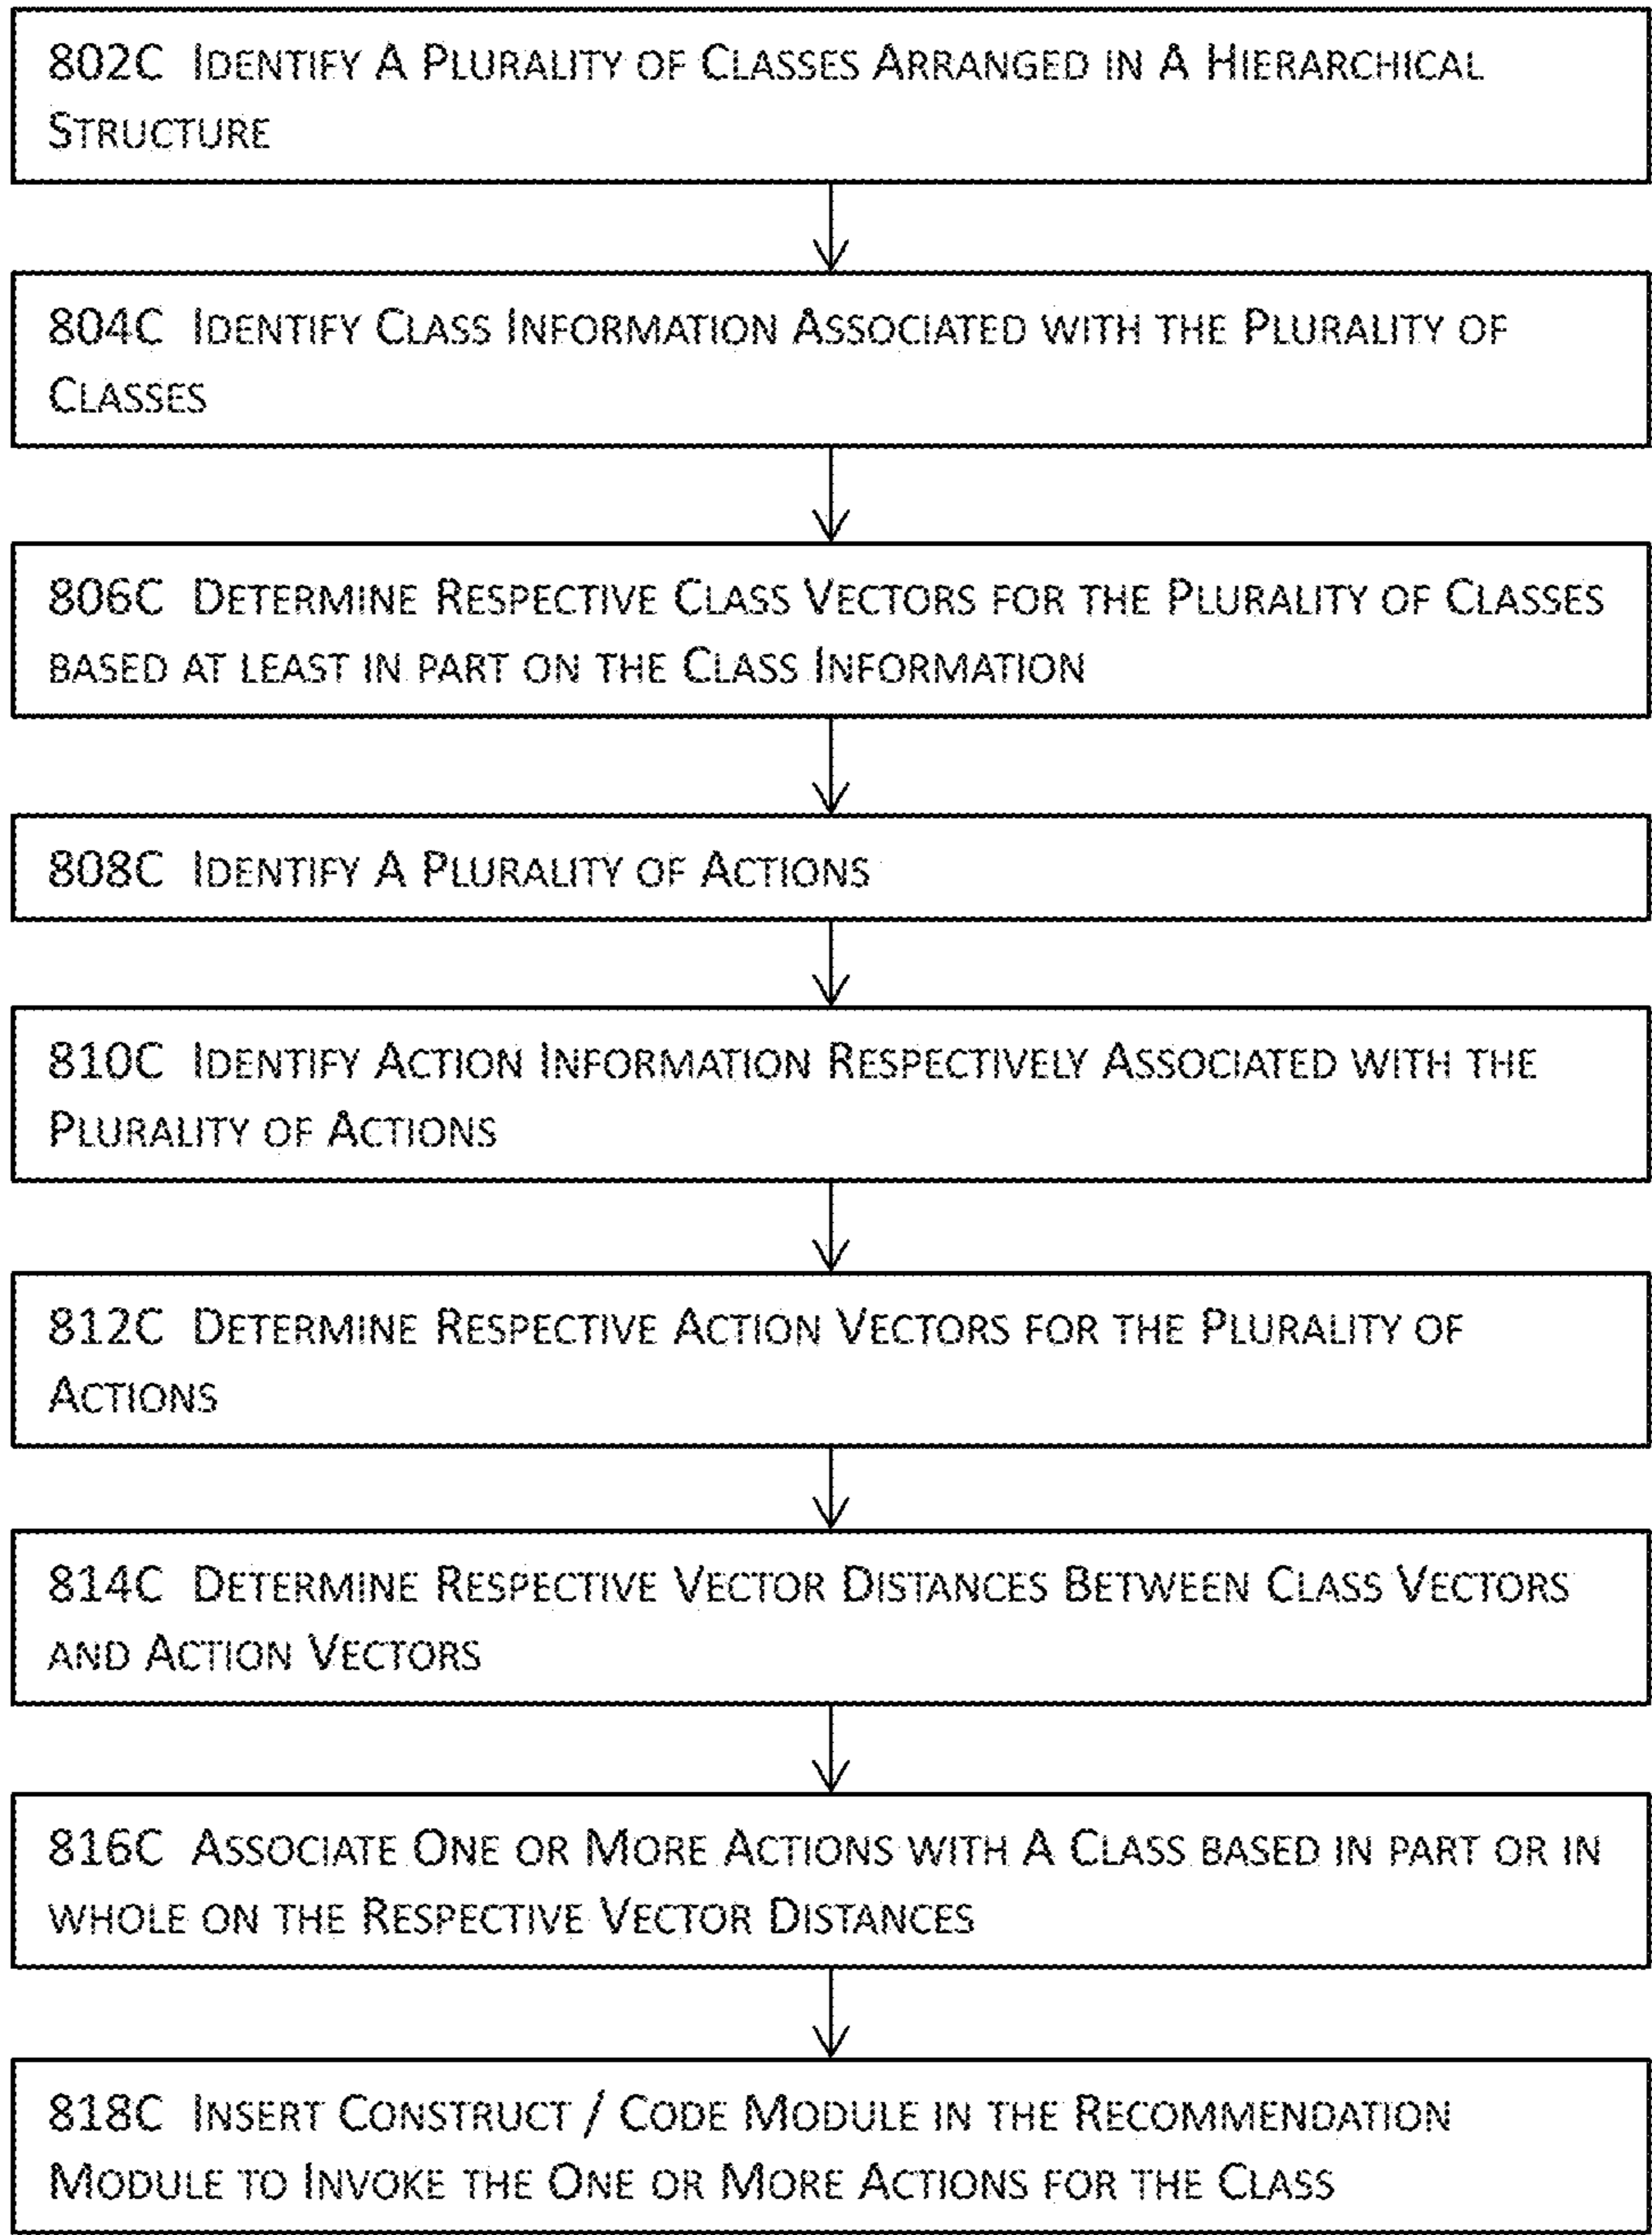 802C Identify A Plurality of Classes Arranged in A Hierarchical
Structure
804C Identify Class Information Associated with the Plurality of
Classes
806C Determine Respective Class Vectors for the Plurality of Classes
based at least in part on the Class Information
808C Identify A Plurality of Actions
810C Identify Action Information Respectively Associated with the
Plurality of Actions
812C Determine Respective Action Vectors for the Plurality of
Actions
814C Determine Respective Vector Distances Between Class Vectors
and Action Vectors
816C Associate One or More Actions with A Class based in part or in
whole on the Respective Vector Distances
818C Insert Construct / Code Module in the Recommendation
Module to Invoke the One or More Actions for the Class